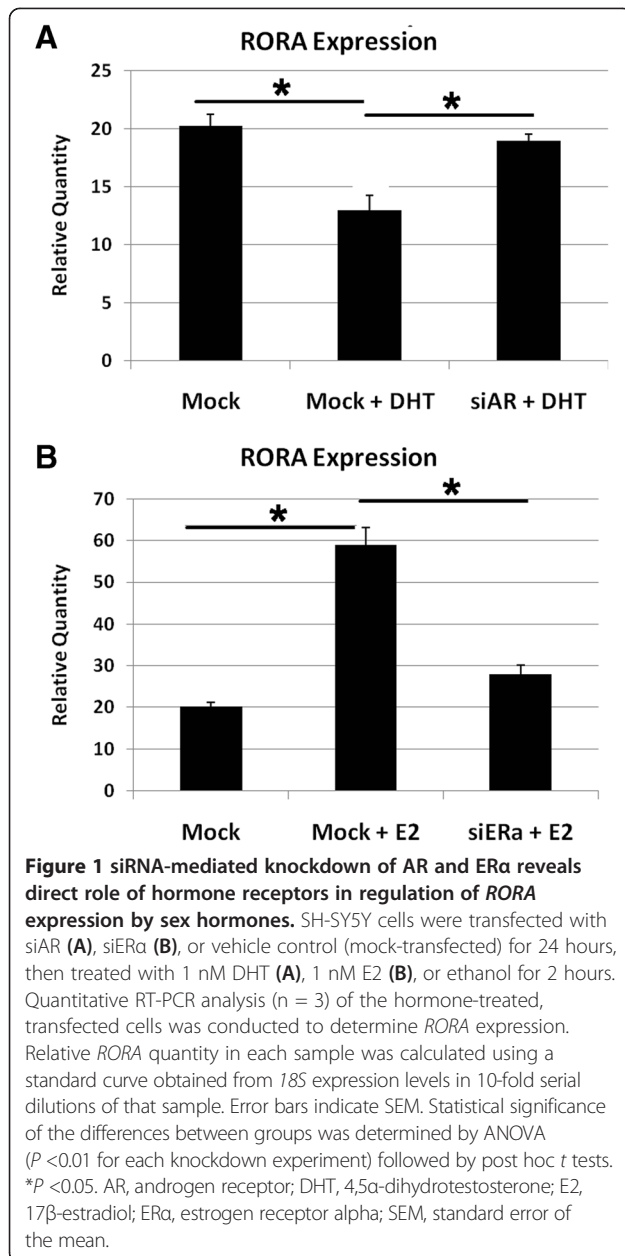 A
RORA Expression
*
*
25
20
15
10
5
0
Relative Quantity
Mock
Mock + DHT
siAR + DHT
B
RORA Expression
*
*
70
60
50
40
30
20
10
0
Relative Quantity
Mock
Mock + E2
siERa + E2
Figure 1 siRNA-mediated knockdown of AR and ERα reveals
direct role of hormone receptors in regulation of RORA
expression by sex hormones. SH-SY5Y cells were transfected with
siAR (A), siERα (B), or vehicle control (mock-transfected) for 24 hours,
then treated with 1 nM DHT (A), 1 nM E2 (B), or ethanol for 2 hours.
Quantitative RT-PCR analysis (n = 3) of the hormone-treated,
transfected cells was conducted to determine RORA expression.
Relative RORA quantity in each sample was calculated using a
standard curve obtained from 18S expression levels in 10-fold serial
dilutions of that sample. Error bars indicate SEM. Statistical significance
of the differences between groups was determined by ANOVA
(P <0.01 for each knockdown experiment) followed by post hoc t tests.
*P <0.05. AR, androgen receptor; DHT, 4,5α-dihydrotestosterone; E2,
17β-estradiol; ERα, estrogen receptor alpha; SEM, standard error of
the mean.